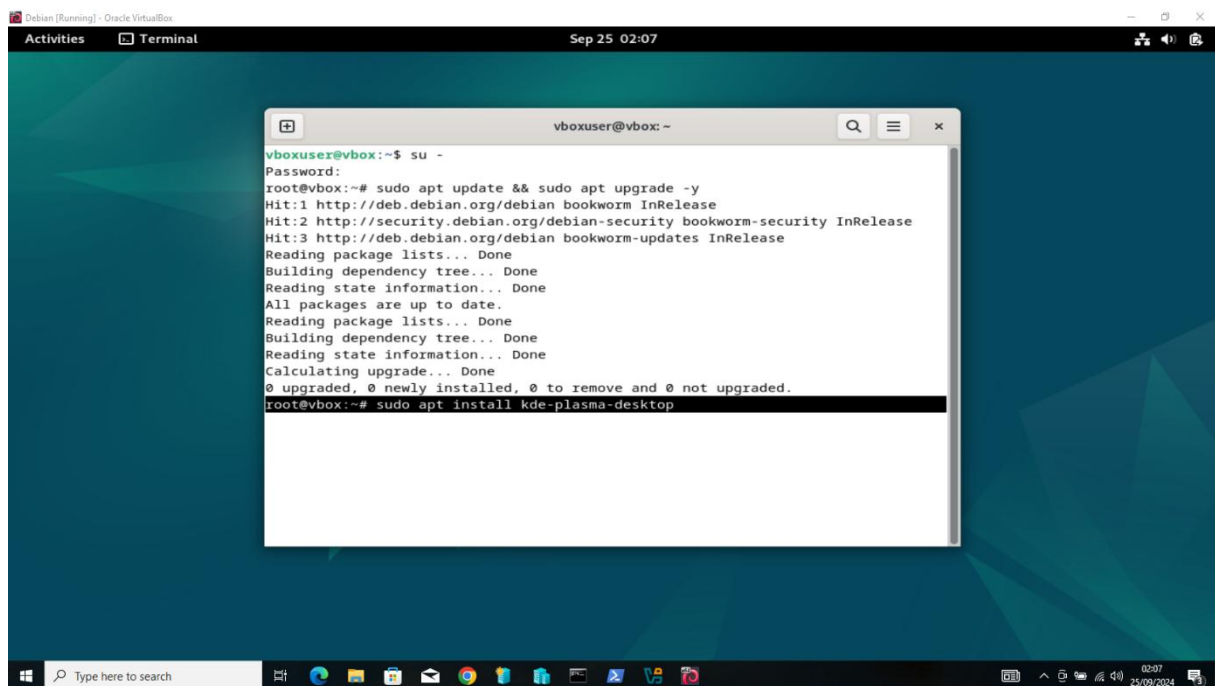 Debian [Running] - Oracle VirtualBox
Activities Terminal Sep 25 02:07
vboxuser@vbox: ~
vboxuser@vbox:~$ su -
Password:
root@vbox:~# sudo apt update && sudo apt upgrade -y
Hit:1 http://deb.debian.org/debian bookworm InRelease
Hit:2 http://security.debian.org/debian-security bookworm-security InRelease
Hit:3 http://deb.debian.org/debian bookworm-updates InRelease
Reading package lists... Done
Building dependency tree... Done
Reading state information... Done
All packages are up to date.
Reading package lists... Done
Building dependency tree... Done
Reading state information... Done
Calculating upgrade... Done
0 upgraded, 0 newly installed, 0 to remove and 0 not upgraded.
root@vbox:~# sudo apt install kde-plasma-desktop
Type here to search
02:07
25/09/2024